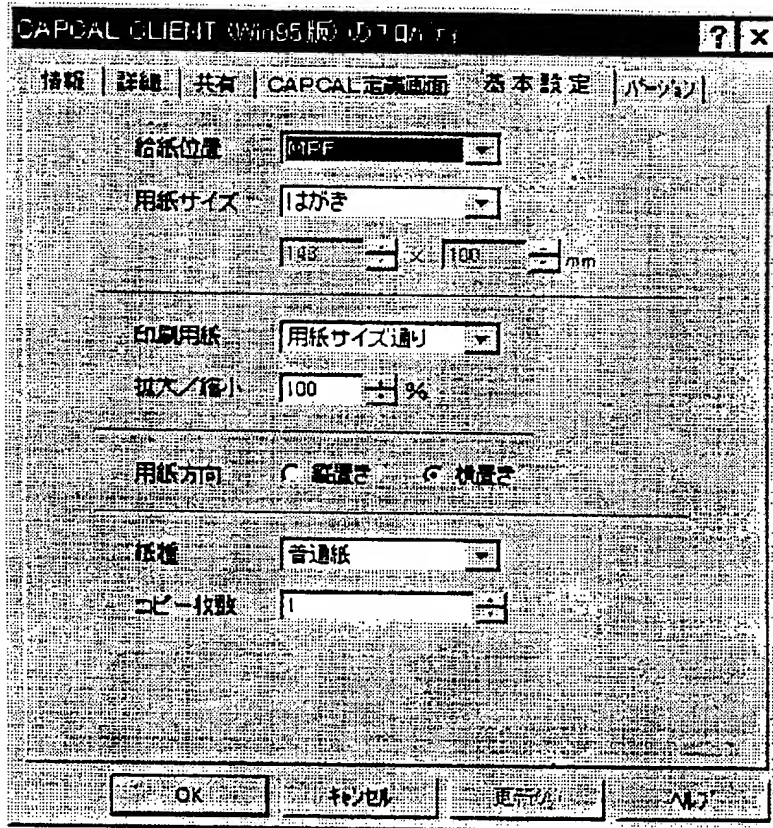 CAPCAL CLIENT (Win95版) のプロパティ ? ×
情報 詳細 共有 CAPCAL定義画面 基本設定 バージョン
給紙位置
用紙サイズ はがき
148 × 100 mm
印刷用紙 用紙サイズ通り
拡大／縮小 100 %
用紙方向 縦置き 横置き
紙種 普通紙
コピー枚数 1
OK キャンセル ヘルプ